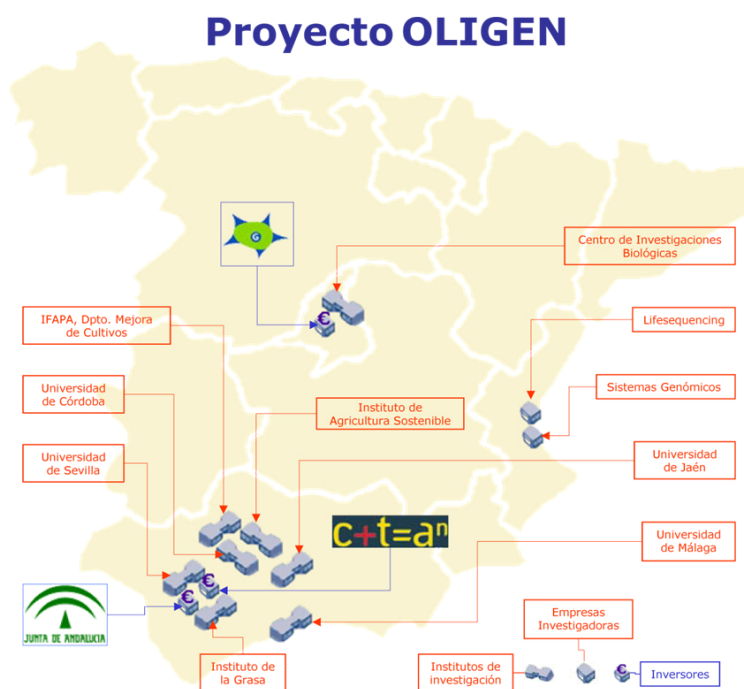 Proyecto OLIGEN
Centro de Investigaciones
Biológicas
IFAPA, Dpto. Mejora
de Cultivos
Lifesequencing
Universidad
de Córdoba
Sistemas Genómicos
Instituto de
Agricultura Sostenible
Universidad
de Sevilla
Universidad
de Jaén
c+t=aⁿ
Universidad
de Málaga
JUNTA DE ANDALUCIA
Empresas
Investigadoras
Instituto de
la Grasa
Institutos de
investigación
€
€
€
€
Inversores